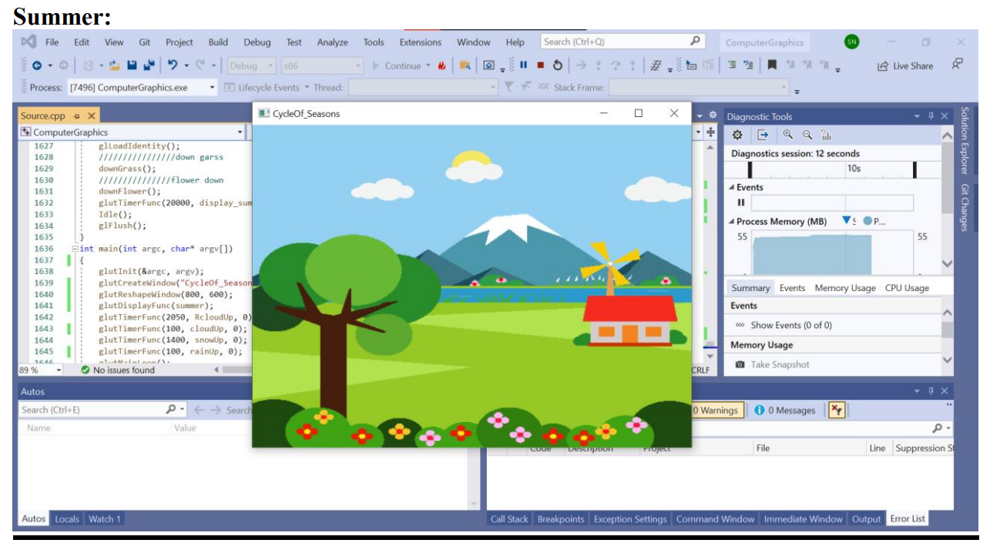 Summer:
File Edit View Git Project Build Debug Test Analyze Tools Extensions Window Help Search (Ctrl+Q) ComputerGraphics SN
Debug x86 Continue Live Share
Process: [7496] ComputerGraphics.exe Lifecycle Events Thread: Stack Frame:
Source.cpp
ComputerGraphics
1627 glLoadIdentity();
1628 ////////////////down garss
1629 downGrass();
1630 ///////////////flower down
1631 downFlower();
1632 glutTimerFunc(20000, display_sum
1633 Idle();
1634 glFlush();
1635 }
1636 int main(int argc, char* argv[])
1637 {
1638 glutInit(&argc, argv);
1639 glutCreateWindow("CycleOf_Season
1640 glutReshapeWindow(800, 600);
1641 glutDisplayFunc(summer);
1642 glutTimerFunc(2050, RcloudUp, 0)
1643 glutTimerFunc(100, cloudUp, 0);
1644 glutTimerFunc(1400, snowUp, 0);
1645 glutTimerFunc(100, rainUp, 0);
1646 glutMainLoop();
89 % No issues found CRLF
CycleOf_Seasons
Diagnostic Tools
Diagnostics session: 12 seconds
10s
Events
Process Memory (MB) S P...
55 55
Summary Events Memory Usage CPU Usage
Events
Show Events (0 of 0)
Memory Usage
Take Snapshot
Solution Explorer
Git Changes
Autos
Search (Ctrl+E) Search
Name Value
0 Warnings 0 Messages
Code Description Project File Line Suppression S
Autos Locals Watch 1
Call Stack Breakpoints Exception Settings Command Window Immediate Window Output Error List